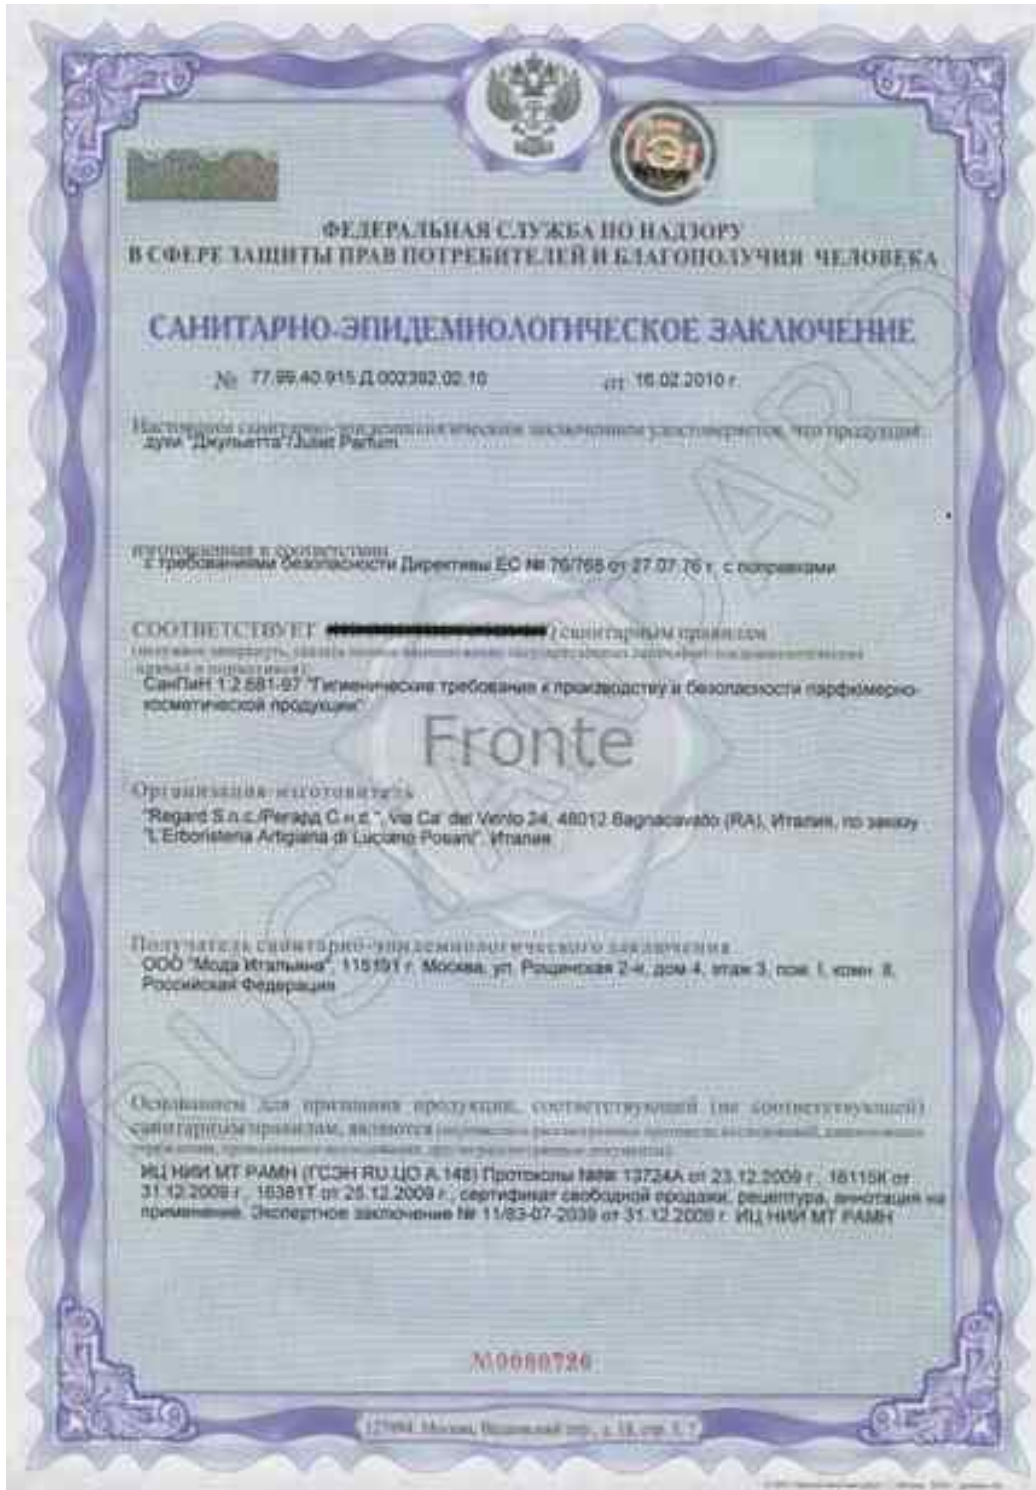 ФЕДЕРАЛЬНАЯ СЛУЖБА ПО НАДЗОРУ
В СФЕРЕ ЗАЩИТЫ ПРАВ ПОТРЕБИТЕЛЕЙ И БЛАГОПОЛУЧИЯ ЧЕЛОВЕКА
САНИТАРНО-ЭПИДЕМИОЛОГИЧЕСКОЕ ЗАКЛЮЧЕНИЕ
№ 77.99.40.915.Д.002392.02.10 от 16.02.2010 г.
Настоящим санитарно-эпидемиологическим заключением удостоверяется, что продукция:
духи "Джульетта"/Juliet Parfum
изготовленная в соответствии
с требованиями безопасности Директивы ЕС № 76/768 от 27.07.76 г. с поправками
СООТВЕТСТВУЕТ санитарным правилам
СанПиН 1.2.681-97 "Гигиенические требования к производству и безопасности парфюмерно-
косметической продукции"
Fronte
Организация-изготовитель
"Regard S.n.c./Регард С.н.с.", via Ca' del Vento 24, 48012 Bagnacavallo (RA), Италия, по заказу
"L'Erboristeria Artigiana di Luciano Posani", Италия
Получатель санитарно-эпидемиологического заключения
ООО "Мода Итальяна", 115191 г. Москва, ул. Рощинская 2-я, дом 4, этаж 3, пом. I, комн. 8,
Российская Федерация
Основанием для признания продукции, соответствующей (не соответствующей)
санитарным правилам, являются
ИЦ НИИ МТ РАМН (ГСЭН.RU.ЦОА.148) Протоколы №№ 13724А от 23.12.2009 г., 16115К от
31.12.2009 г., 16381Т от 25.12.2009 г., сертификат свободной продажи, рецептура, аннотация на
применение. Экспертное заключение № 11/83-07-2039 от 31.12.2009 г. ИЦ НИИ МТ РАМН
№0080726
RUSTANDARD